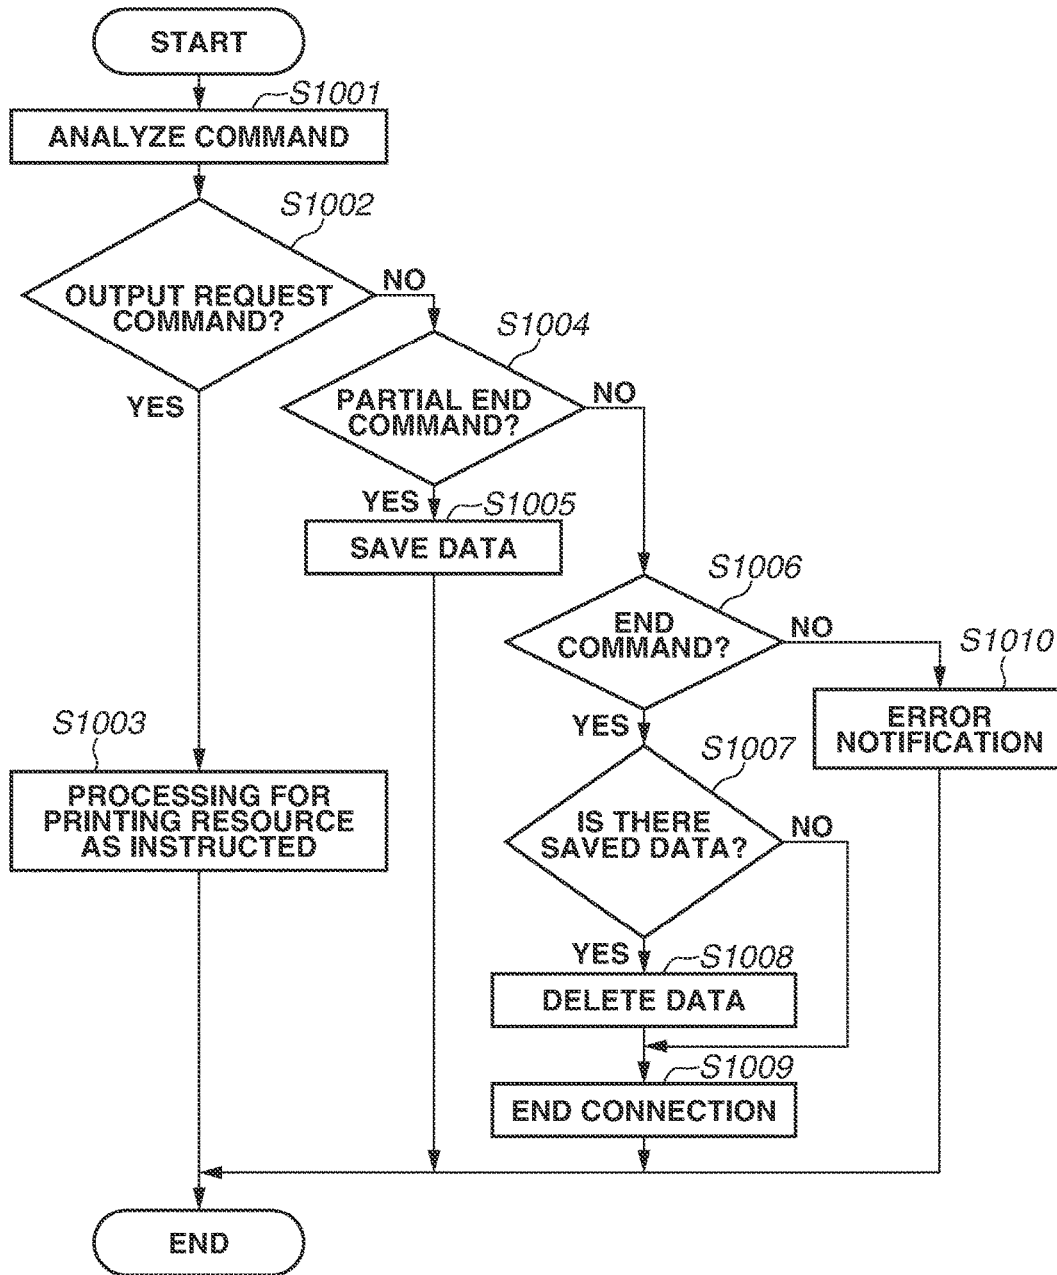 START
S1001
ANALYZE COMMAND
S1002
OUTPUT REQUEST
COMMAND?
NO
YES
S1004
PARTIAL END
COMMAND?
NO
YES
S1005
SAVE DATA
S1006
END
COMMAND?
NO
YES
S1010
ERROR
NOTIFICATION
S1003
PROCESSING FOR
PRINTING RESOURCE
AS INSTRUCTED
S1007
IS THERE
SAVED DATA?
NO
YES
S1008
DELETE DATA
S1009
END CONNECTION
END